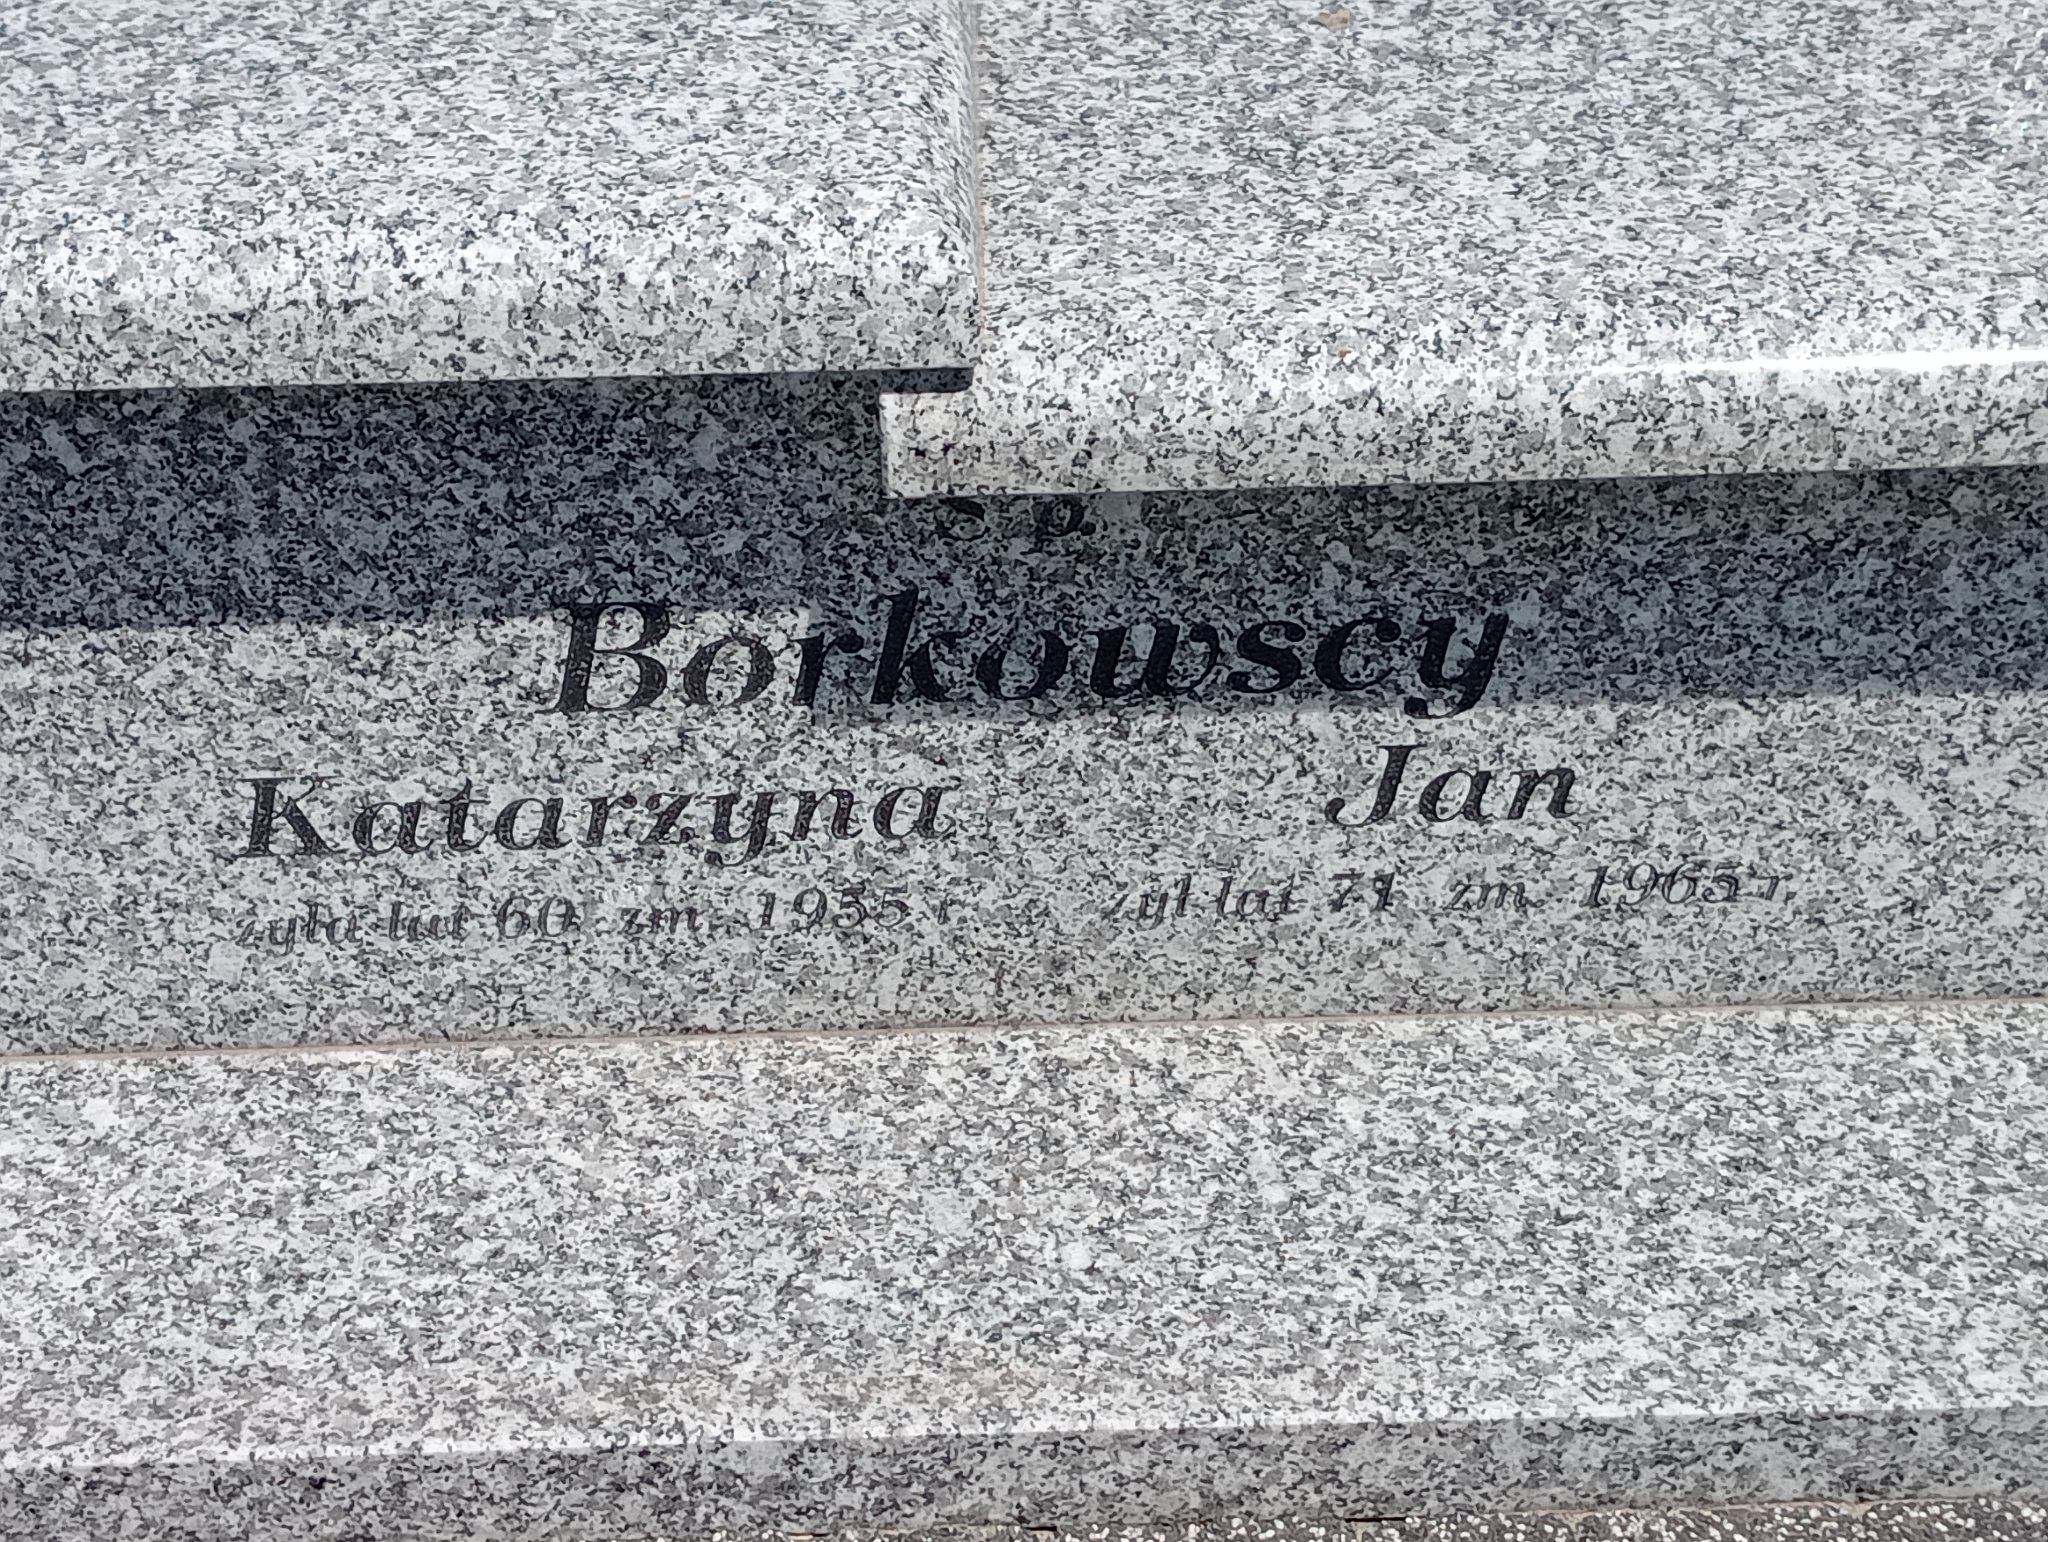 Ś. p.
Borkowscy
Katarzyna Jan
żyła lat 60 zm. 1955 r. żył lat 71 zm. 1965 r.